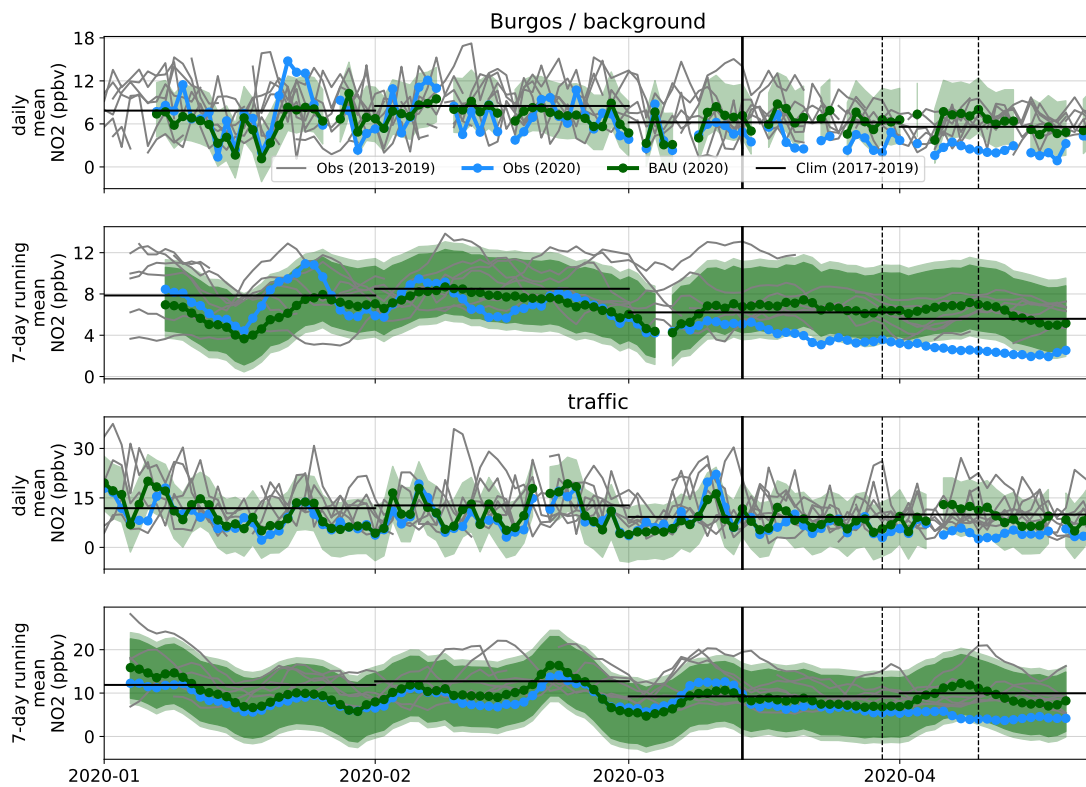 Burgos / background
daily
mean
NO2 (ppbv)
18
12
6
0
Obs (2013-2019) Obs (2020) BAU (2020) Clim (2017-2019)
7-day running
mean
NO2 (ppbv)
12
8
4
0
traffic
daily
mean
NO2 (ppbv)
30
15
0
7-day running
mean
NO2 (ppbv)
20
10
0
2020-01 2020-02 2020-03 2020-04